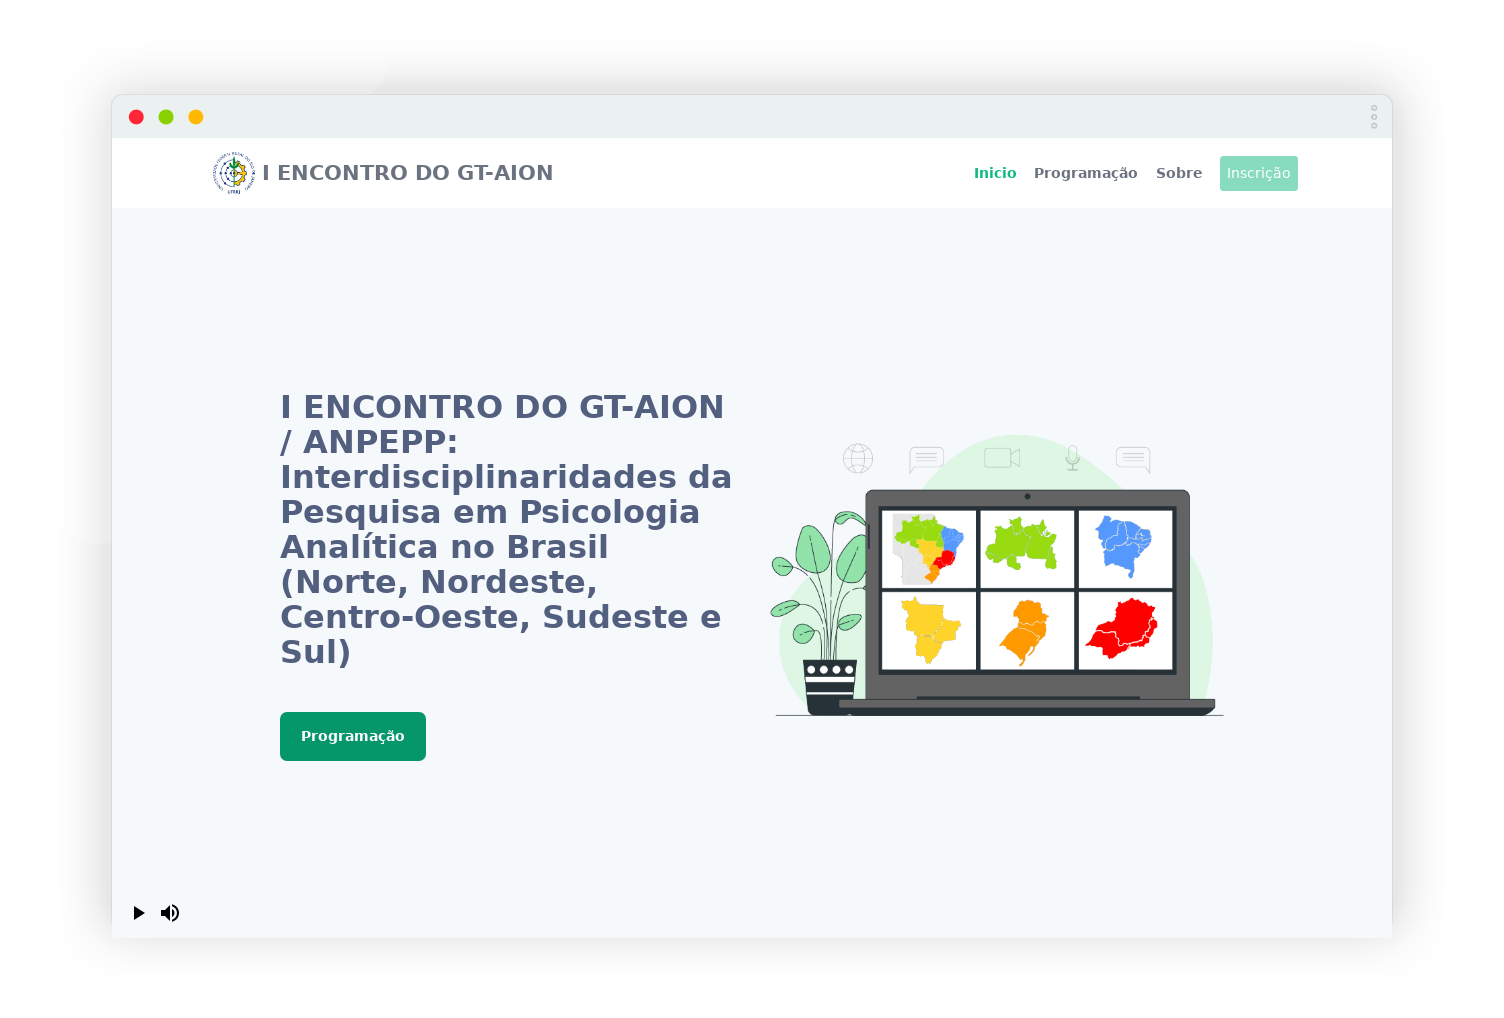 I ENCONTRO DO GT-AION
Inicio
Programação
Sobre
Inscrição
I ENCONTRO DO GT-AION
/ ANPEPP:
Interdisciplinaridades da
Pesquisa em Psicologia
Analítica no Brasil
(Norte, Nordeste,
Centro-Oeste, Sudeste e
Sul)
Programação